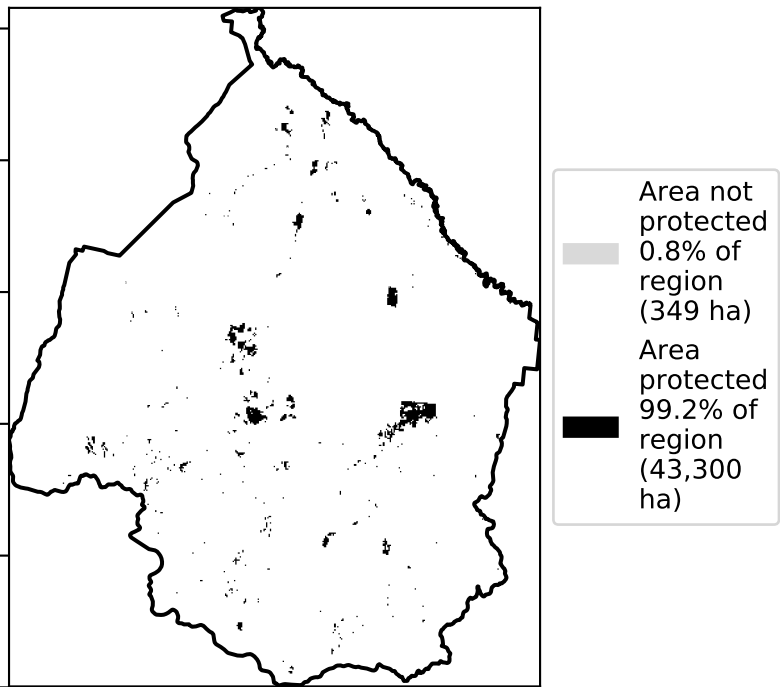 Area not
protected
0.8% of
region
(349 ha)
Area
protected
99.2% of
region
(43,300
ha)